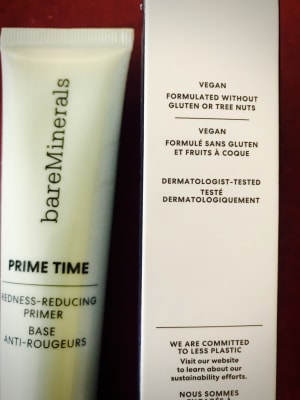 bareMinerals
PRIME TIME
REDNESS-REDUCING
PRIMER
BASE
ANTI-ROUGEURS
VEGAN
FORMULATED WITHOUT
GLUTEN OR TREE NUTS
VEGAN
FORMULÉ SANS GLUTEN
ET FRUITS À COQUE
DERMATOLOGIST-TESTED
TESTÉ
DERMATOLOGIQUEMENT
WE ARE COMMITTED
TO LESS PLASTIC
Visit our website
to learn about our
sustainability efforts.
NOUS SOMMES